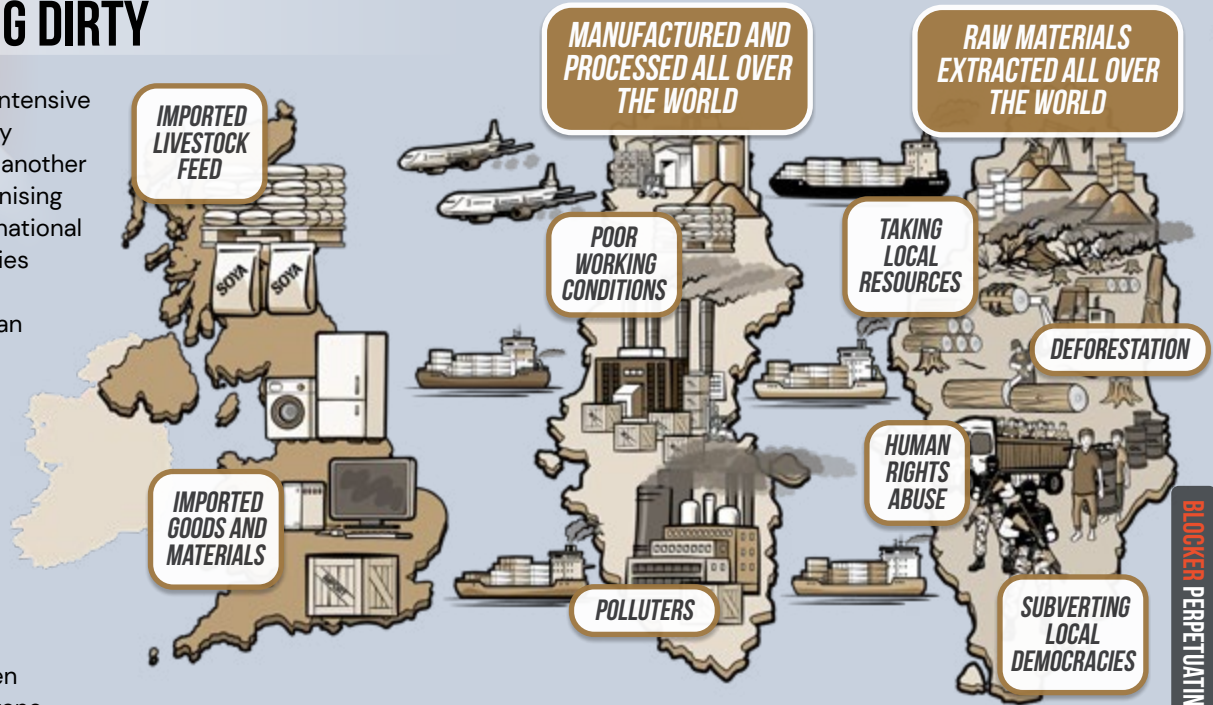 G DIRTY
ntensive
y
another
nising
national
ies
an
en
IMPORTED
LIVESTOCK
FEED
SOYA
SOYA
IMPORTED
GOODS AND
MATERIALS
MANUFACTURED AND
PROCESSED ALL OVER
THE WORLD
POOR
WORKING
CONDITIONS
POLLUTERS
RAW MATERIALS
EXTRACTED ALL OVER
THE WORLD
TAKING
LOCAL
RESOURCES
DEFORESTATION
HUMAN
RIGHTS
ABUSE
SUBVERTING
LOCAL
DEMOCRACIES
BLOCKER PERPETUATIN